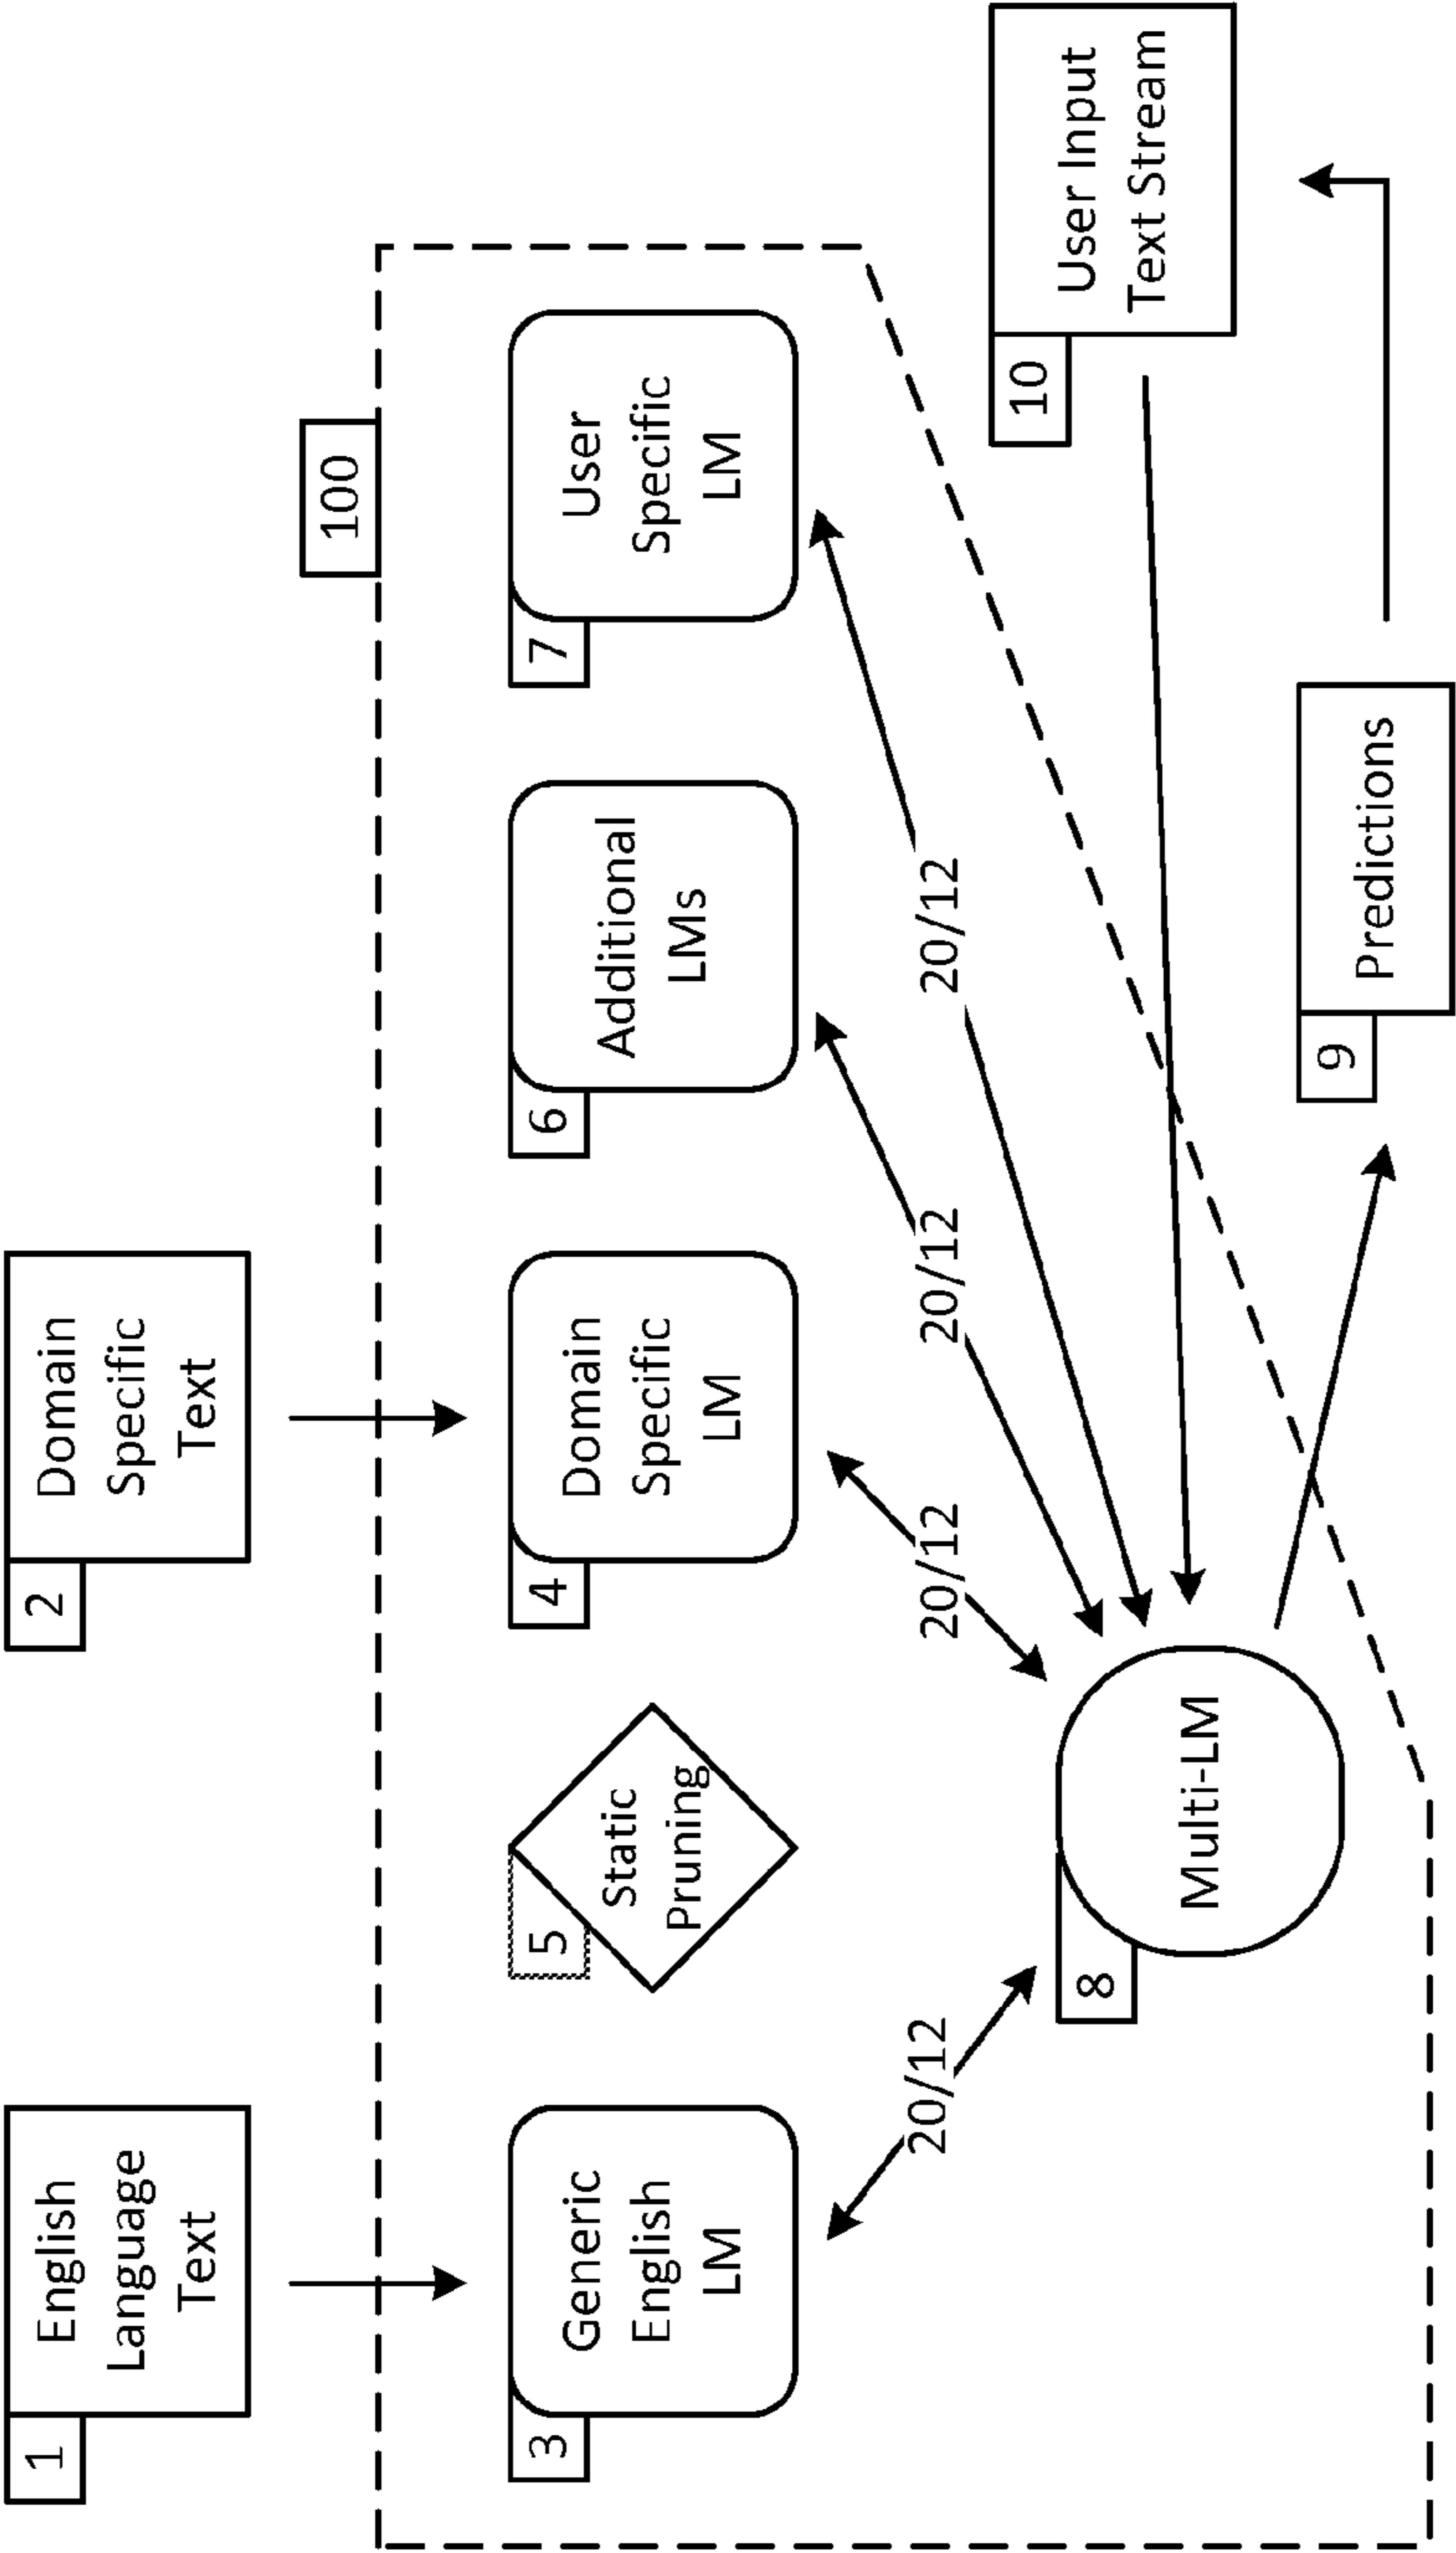 1
English
Language
Text
2
Domain
Specific
Text
100
3
Generic
English
LM
5
Static
Pruning
4
Domain
Specific
LM
6
Additional
LMs
7
User
Specific
LM
20/12
20/12
20/12
20/12
8
Multi-LM
10
User Input
Text Stream
9
Predictions